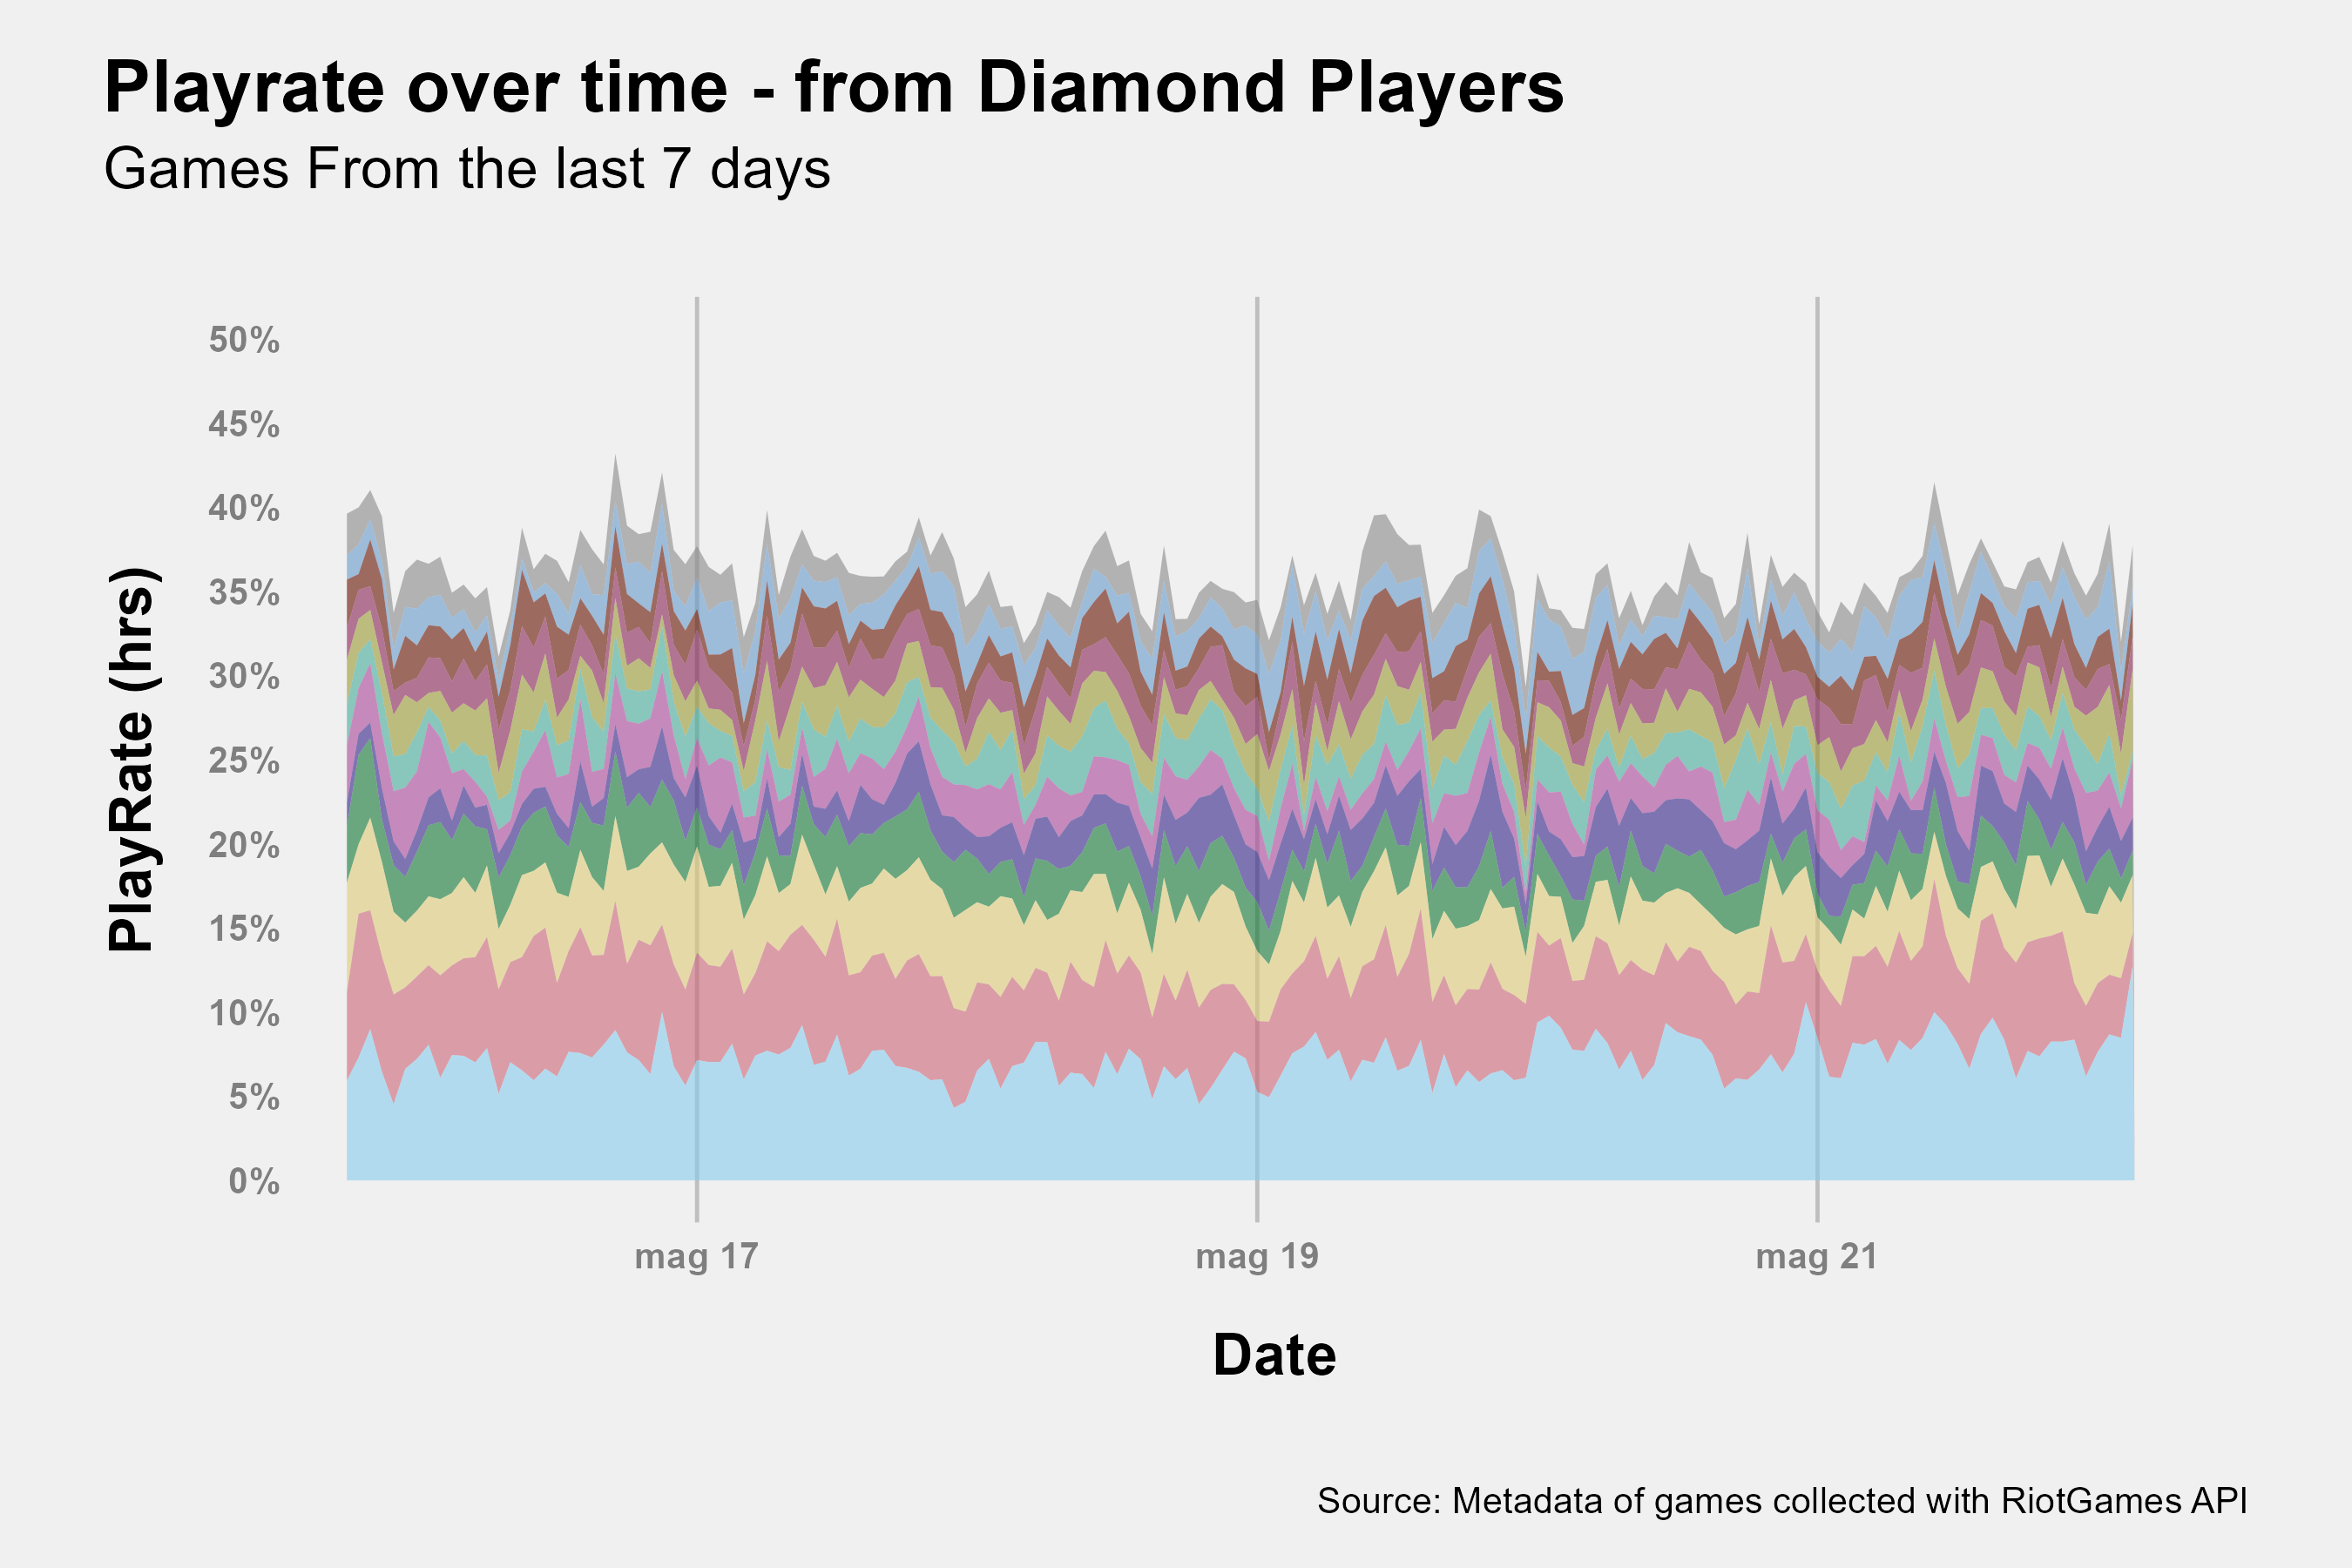 Playrate over time - from Diamond Players
Games From the last 7 days
50%
45%
40%
35%
30%
25%
20%
15%
10%
5%
0%
PlayRate (hrs)
mag 17
mag 19
mag 21
Date
Source: Metadata of games collected with RiotGames API